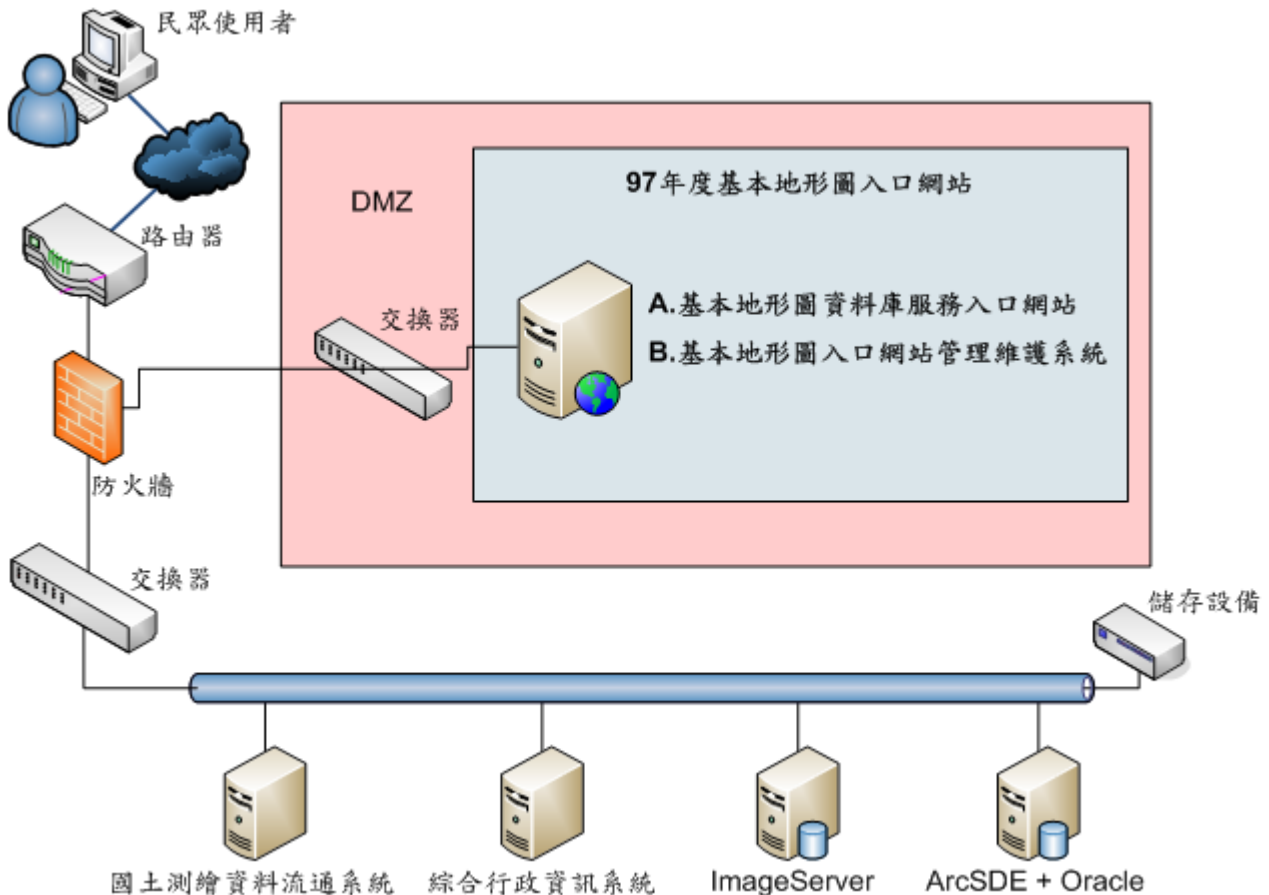 民眾使用者
路由器
DMZ
97年度基本地形圖入口網站
交換器
A.基本地形圖資料庫服務入口網站
B.基本地形圖入口網站管理維護系統
防火牆
交換器
儲存設備
國土測繪資料流通系統
綜合行政資訊系統
ImageServer
ArcSDE + Oracle